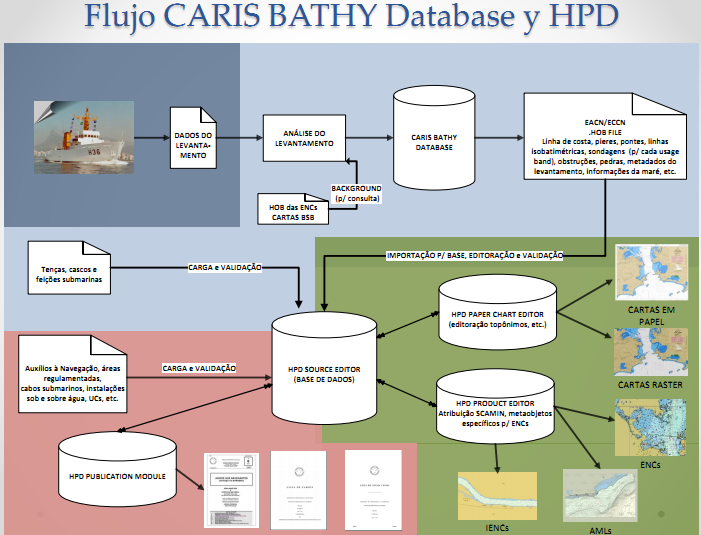 Flujo CARIS BATHY Database y HPD
H36
DADOS DO
LEVANTA-
MENTO
ANÁLISE DO
LEVANTAMENTO
CARIS BATHY
DATABASE
EACN/ECCN
.HOB FILE
Linha de costa, pieres, pontes, linhas
isobatimétricas, sondagens (p/ cada usage
band), obstruções, pedras, metadados do
levantamento, informações da maré, etc.
BACKGROUND
(p/ consulta)
HOB das ENCs
CARTAS BSB
Tenças, cascos e
feições submarinas
CARGA e VALIDAÇÃO
IMPORTAÇÃO P/ BASE, EDITORAÇÃO e VALIDAÇÃO
HPD PAPER CHART EDITOR
(editoração topônimos, etc.)
CARTAS EM
PAPEL
CARTAS RASTER
Auxílios à Navegação, áreas
regulamentadas,
cabos submarinos, instalações
sob e sobre água, UCs, etc.
CARGA e VALIDAÇÃO
HPD SOURCE EDITOR
(BASE DE DADOS)
HPD PRODUCT EDITOR
Atribuição SCAMIN, metaobjetos
específicos p/ ENCs
ENCs
HPD PUBLICATION MODULE
IENCs
AMLs